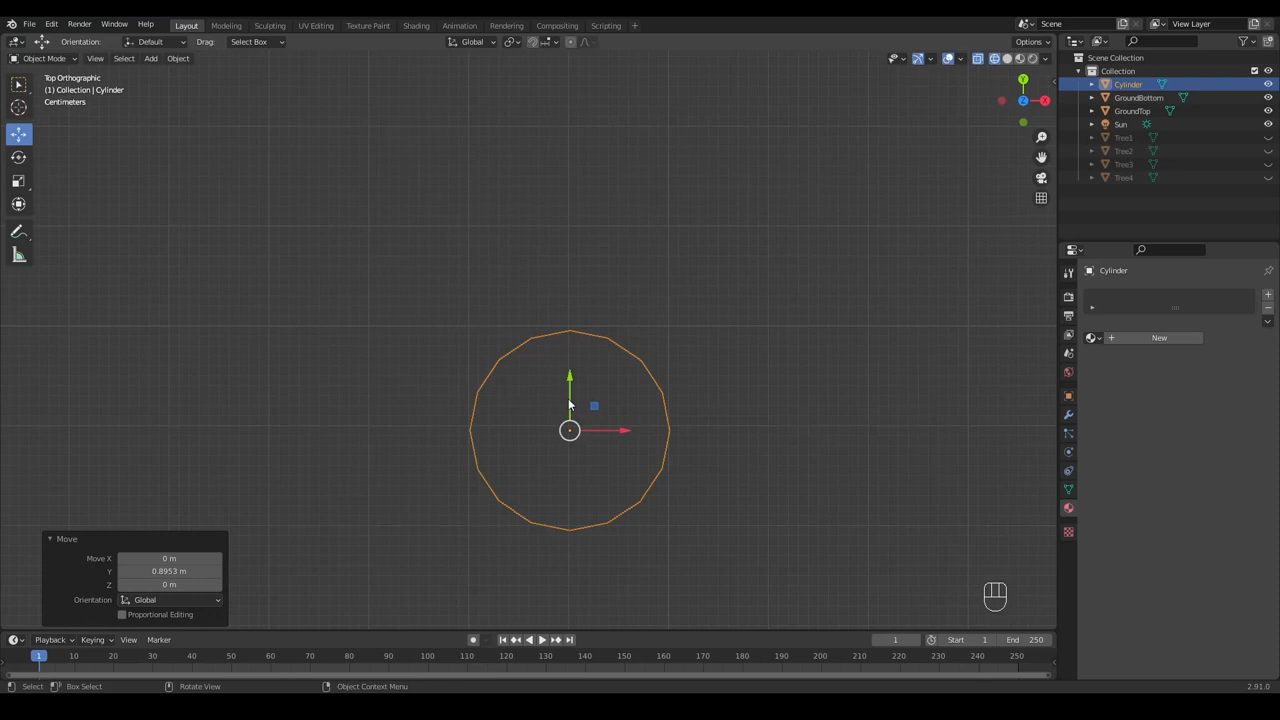 File Edit Render Window Help Layout Modeling Sculpting UV Editing Texture Paint Shading Animation Rendering Compositing Scripting + Scene View Layer
Orientation: Default Drag: Select Box Global Options
Object Mode View Select Add Object
Top Orthographic
(1) Collection | Cylinder
Centimeters
Y
Z X
Scene Collection
Collection
Cylinder
GroundBottom
GroundTop
Sun
Tree1
Tree2
Tree3
Tree4
Cylinder
+ New
Move
Move X 0 m
Y 0.8953 m
Z 0 m
Orientation Global
Proportional Editing
Playback Keying View Marker 1 Start 1 End 250
1 10 20 30 40 50 60 70 80 90 100 110 120 130 140 150 160 170 180 190 200 210 220 230 240 250
Select Box Select Rotate View Object Context Menu 2.91.0